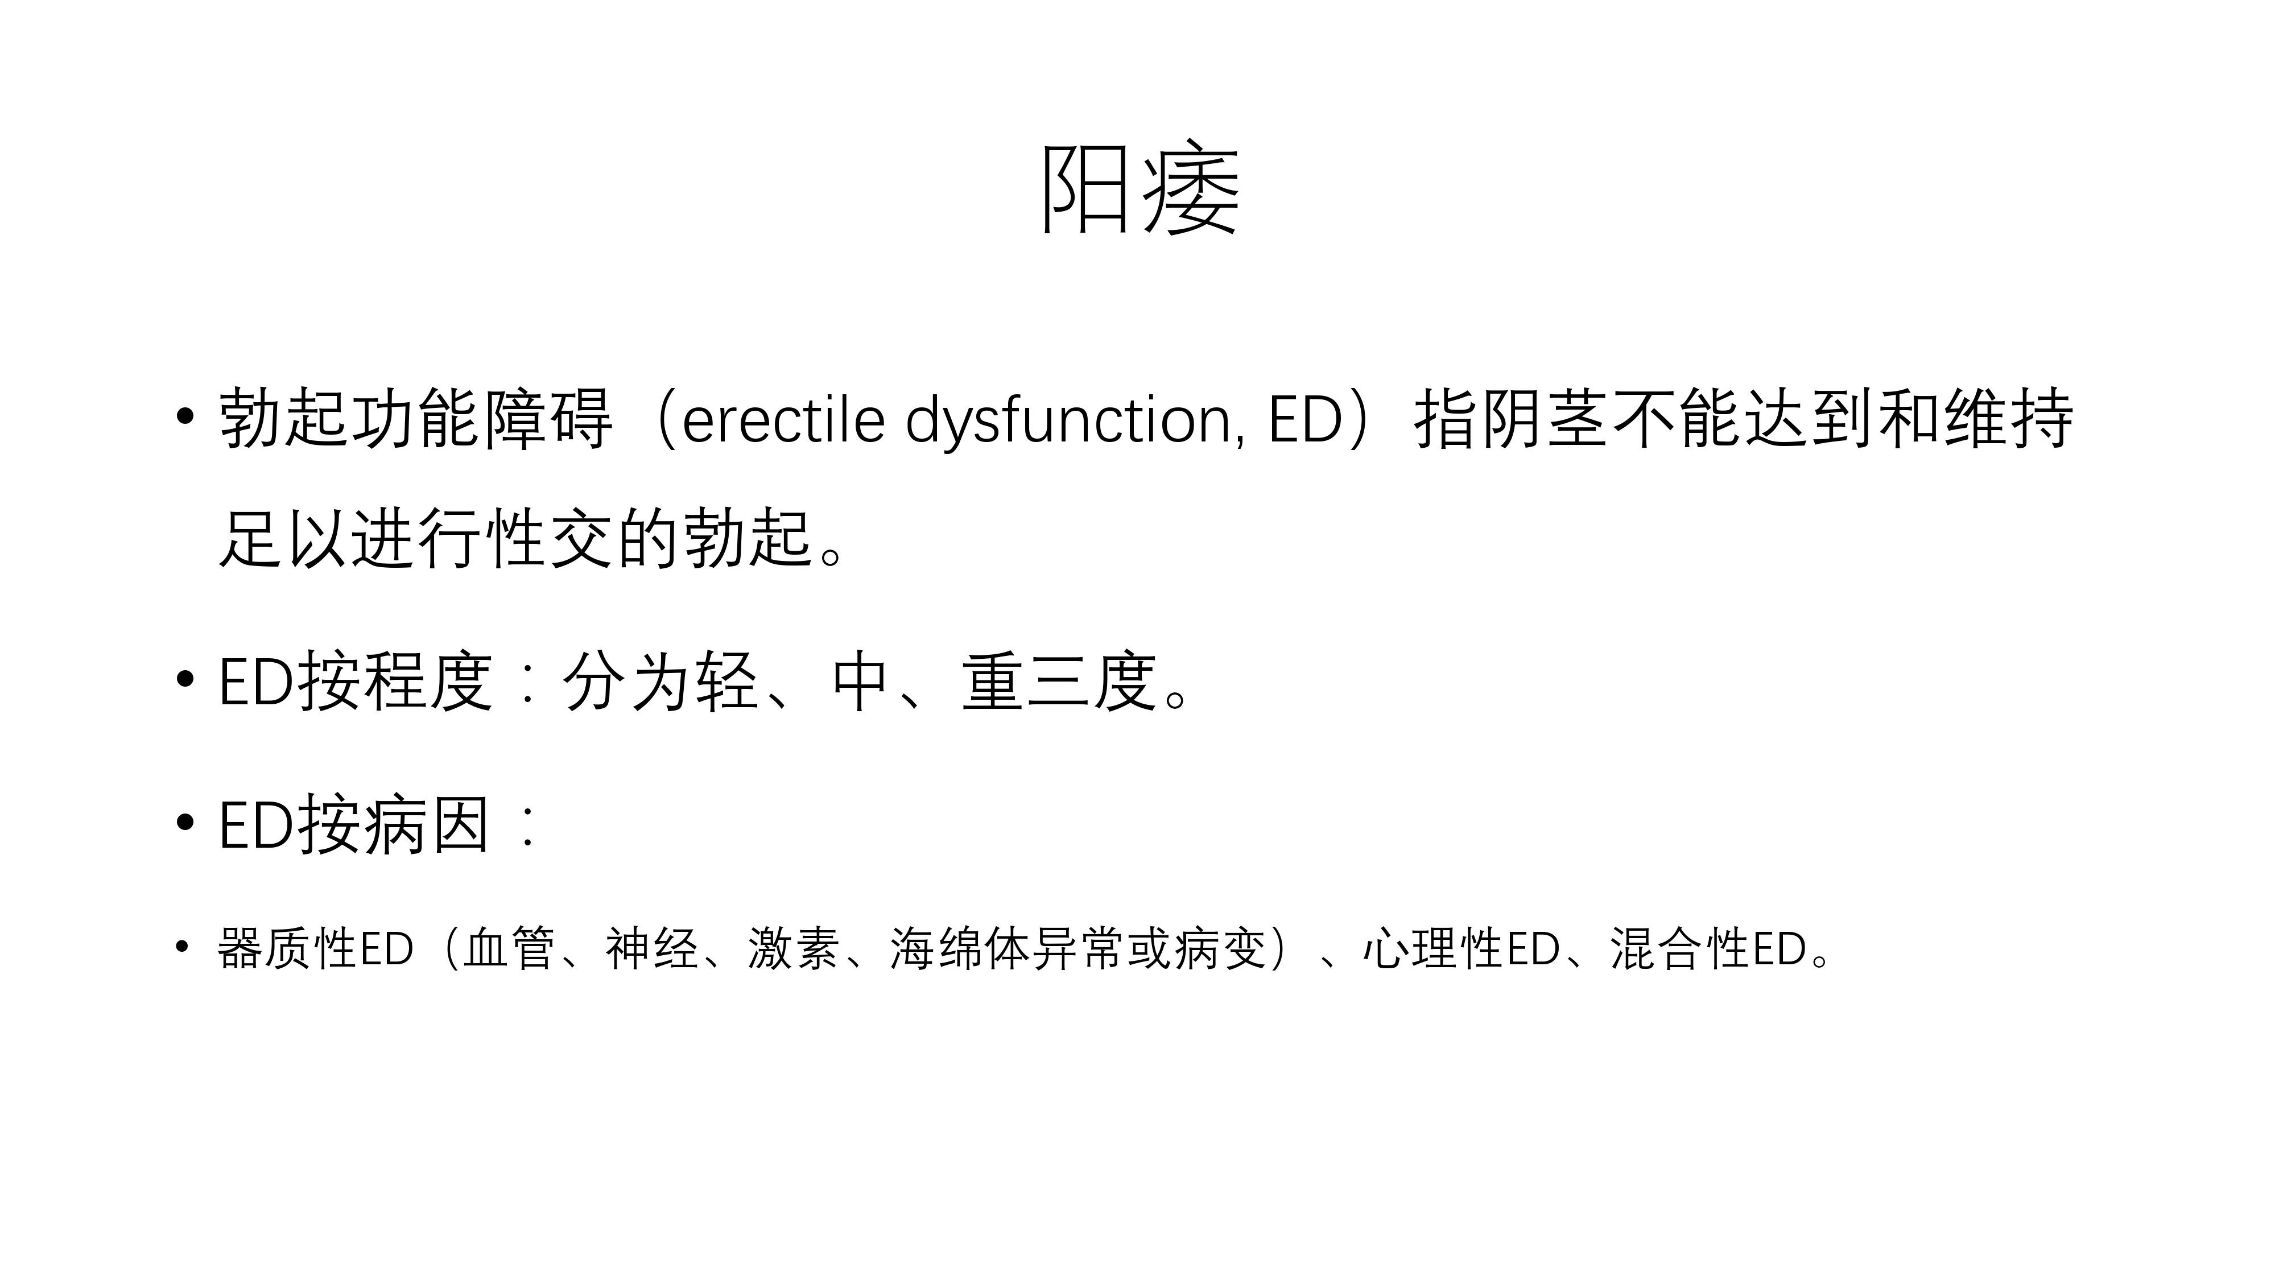 阳痿
• 勃起功能障碍（erectile dysfunction, ED）指阴茎不能达到和维持
足以进行性交的勃起。
• ED按程度：分为轻、中、重三度。
• ED按病因：
• 器质性ED（血管、神经、激素、海绵体异常或病变）、心理性ED、混合性ED。